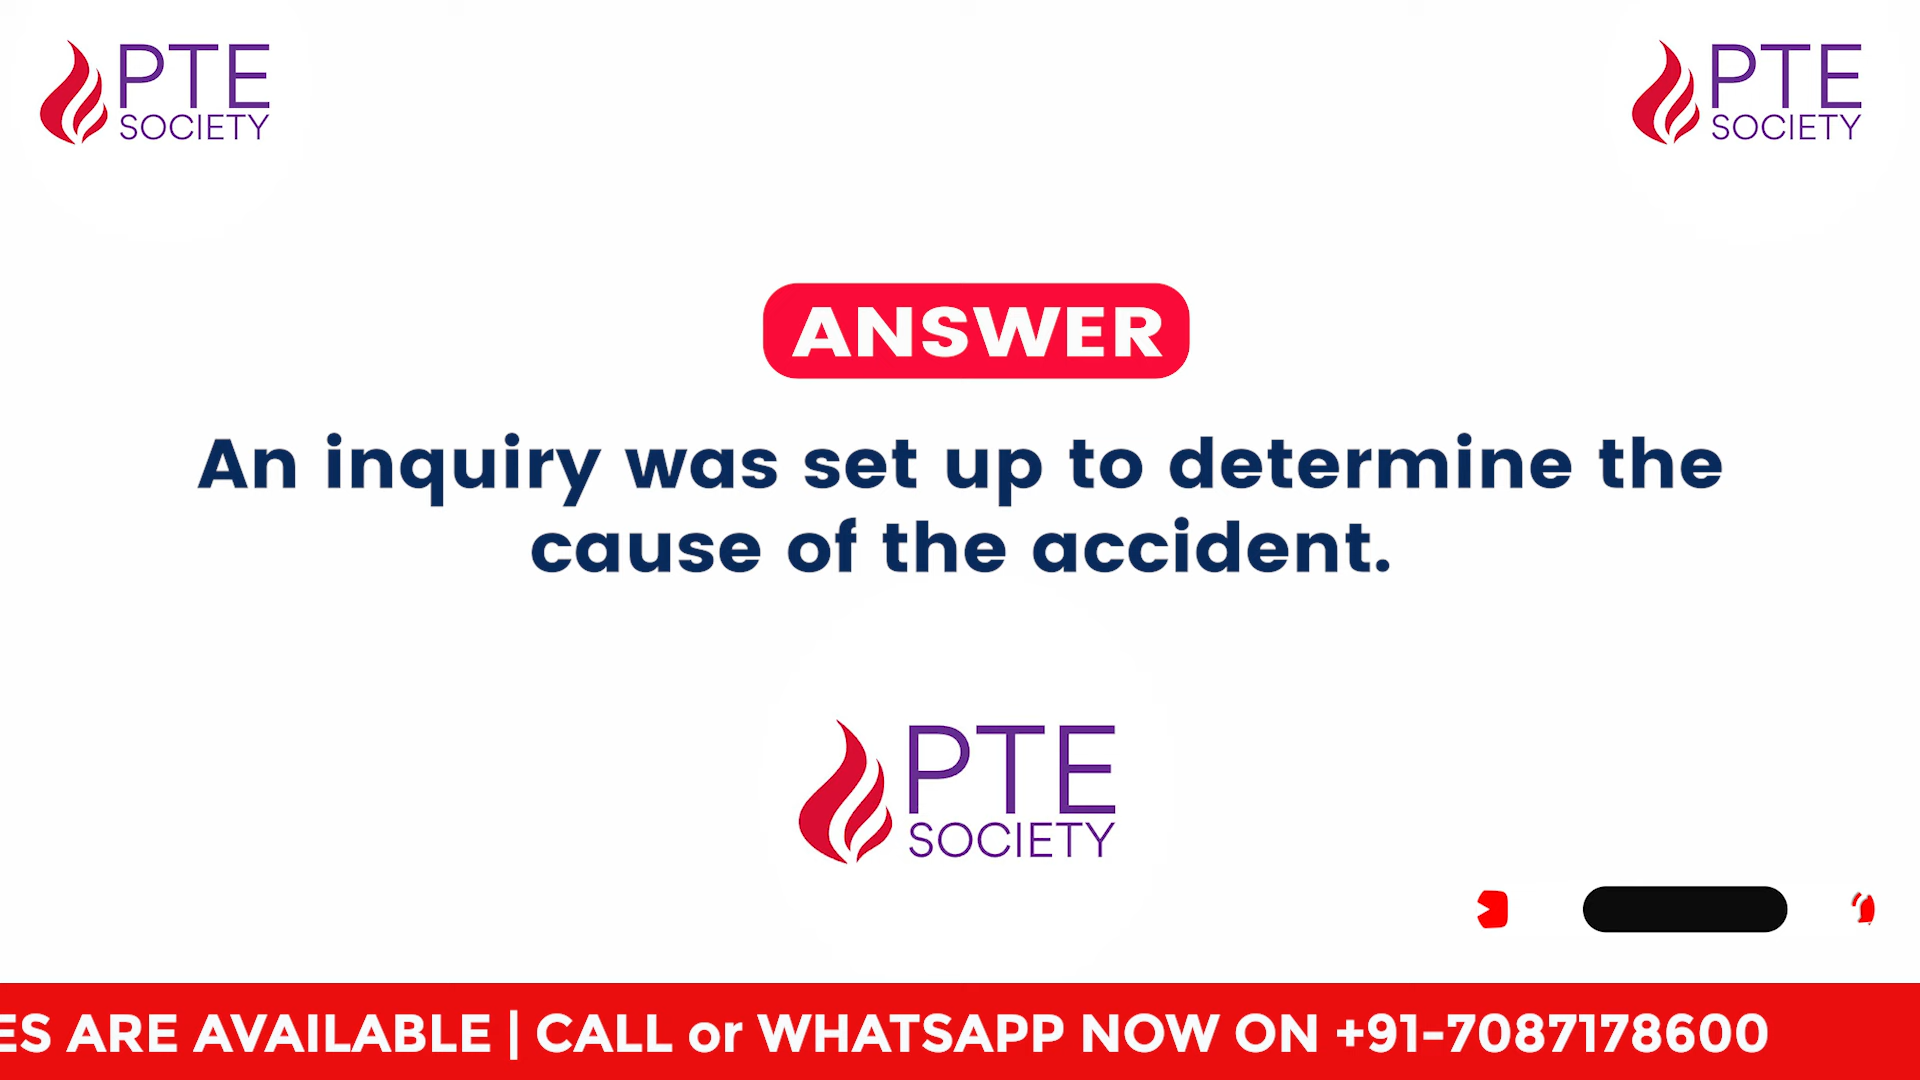 PTE
SOCIETY
PTE
SOCIETY
ANSWER
An inquiry was set up to determine the
cause of the accident.
PTE
SOCIETY
ES ARE AVAILABLE | CALL or WHATSAPP NOW ON +91-7087178600